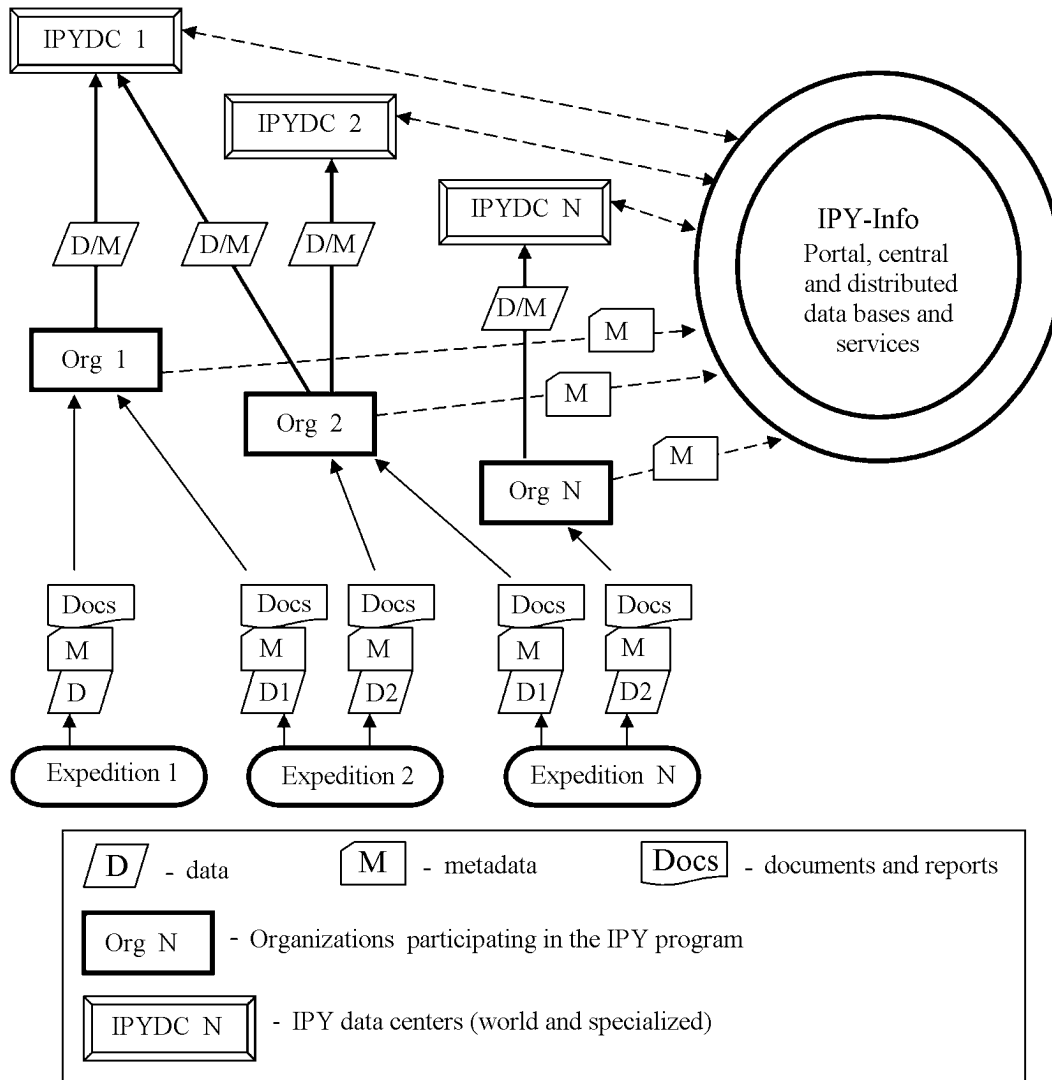 IPYDC 1
IPYDC 2
IPYDC N
IPY-Info
Portal, central
and distributed
data bases and
services
D/M
D/M
D/M
D/M
M
M
M
Org 1
Org 2
Org N
Docs
Docs
Docs
Docs
Docs
M
M
M
M
M
D
D1
D2
D1
D2
Expedition 1
Expedition 2
Expedition N
D - data
M - metadata
Docs - documents and reports
Org N - Organizations participating in the IPY program
IPYDC N - IPY data centers (world and specialized)